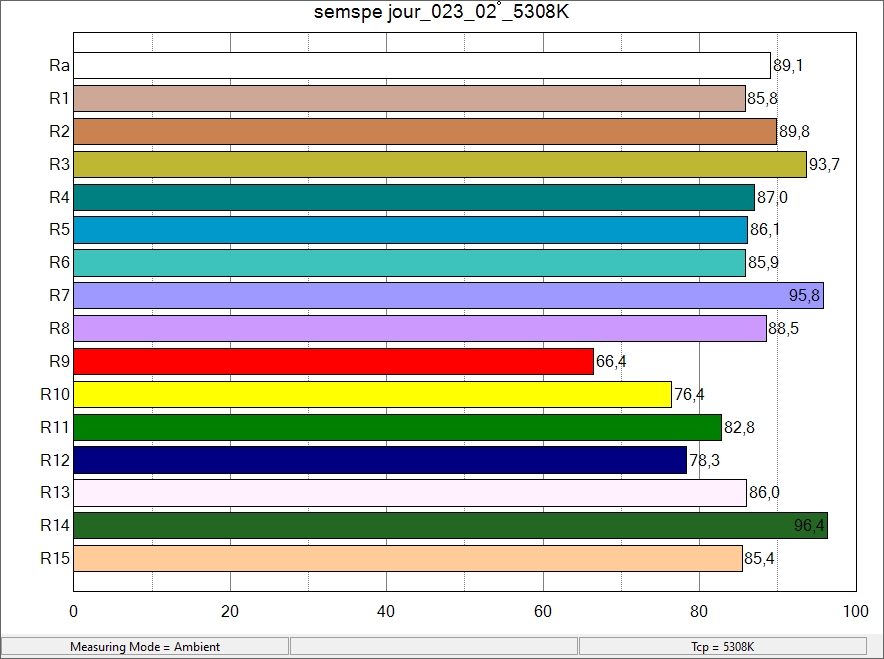 semspe jour_023_02°_5308K
Ra 89,1
R1 85,8
R2 89,8
R3 93,7
R4 87,0
R5 86,1
R6 85,9
R7 95,8
R8 88,5
R9 66,4
R10 76,4
R11 82,8
R12 78,3
R13 86,0
R14 96,4
R15 85,4
0 20 40 60 80 100
Measuring Mode = Ambient Tcp = 5308K